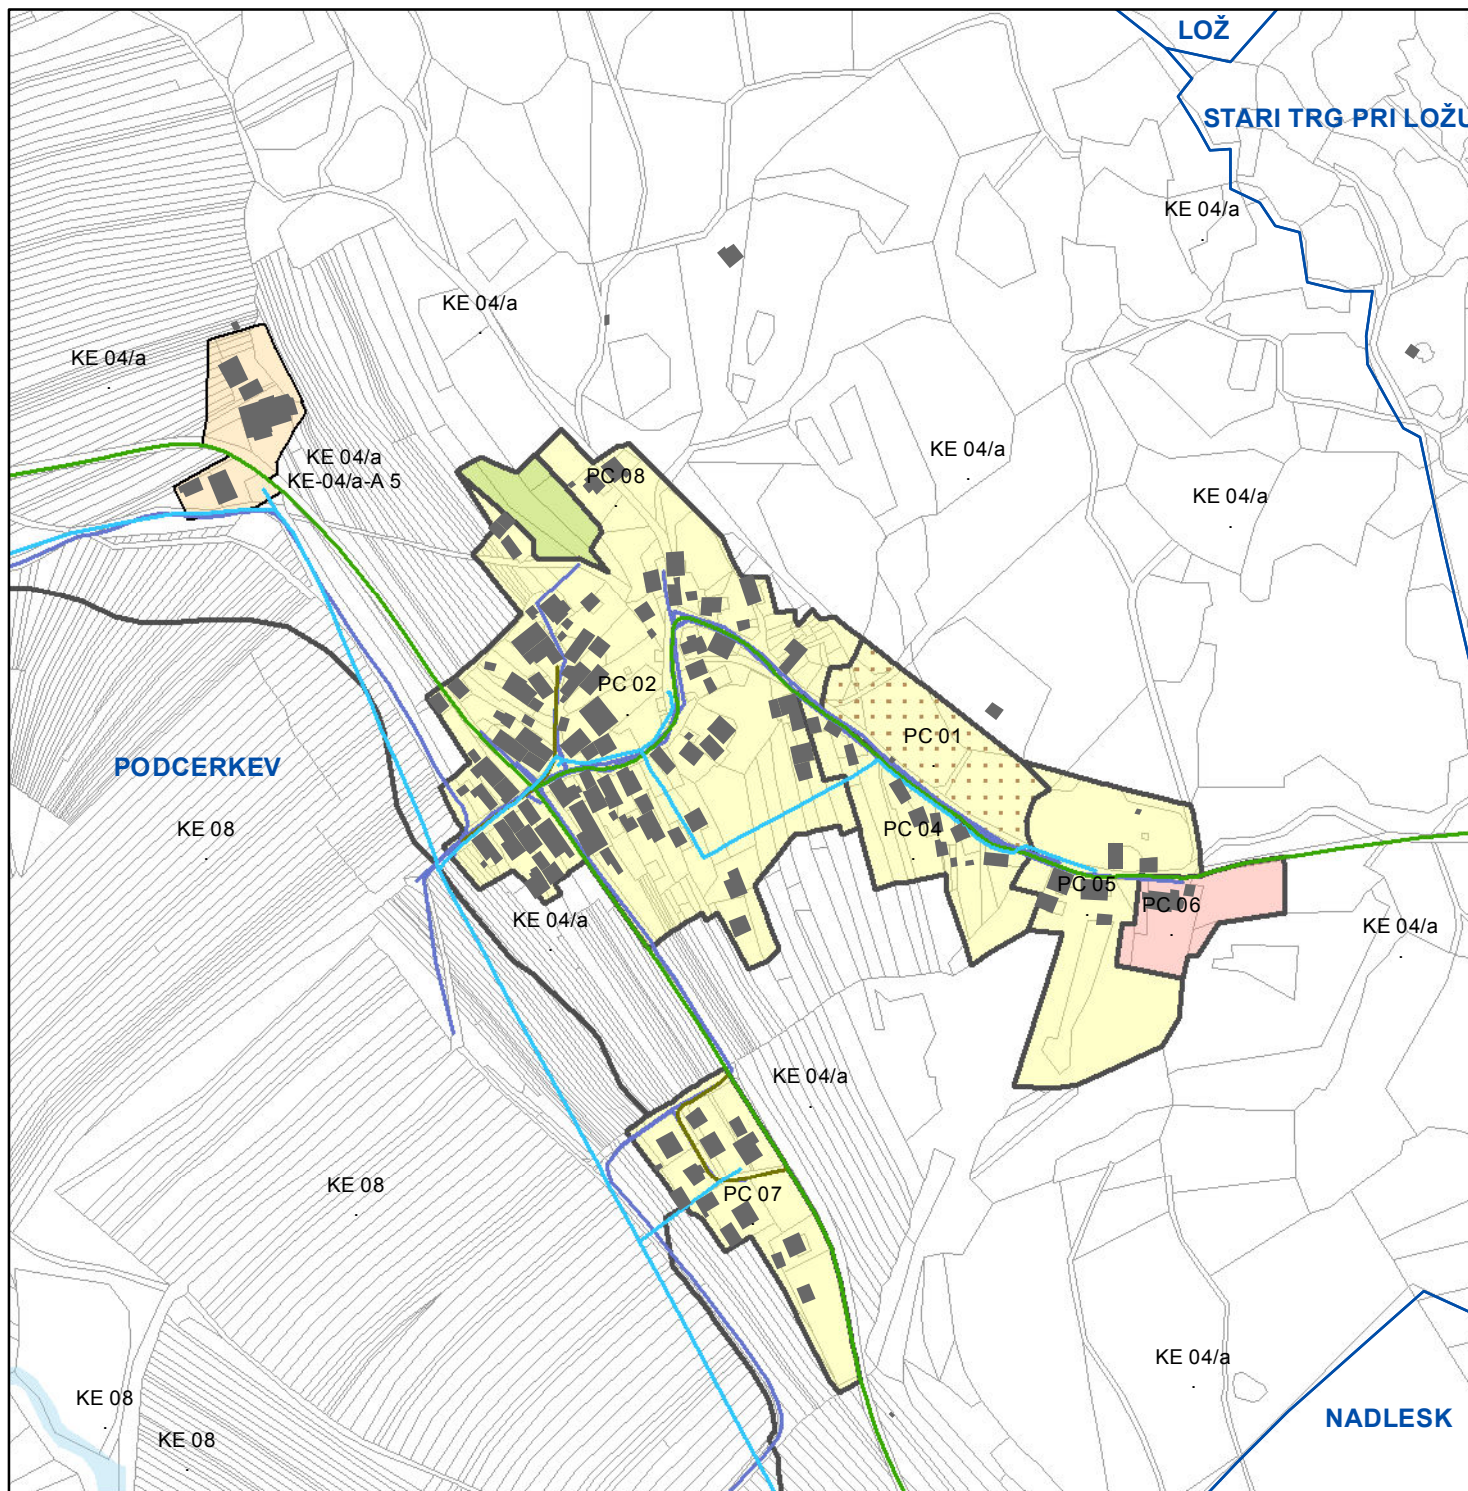 LOŽ
STARI TRG PRI LOŽU
KE 04/a
KE 04/a
KE 04/a
KE 04/a
KE 04/a
KE-04/a-A 5
PC 08
KE 04/a
PC 02
PC 01
PODCERKEV
KE 08
PC 04
PC 05
PC 06
KE 04/a
KE 04/a
KE 04/a
KE 08
PC 07
KE 04/a
KE 08
NADLESK
KE 08